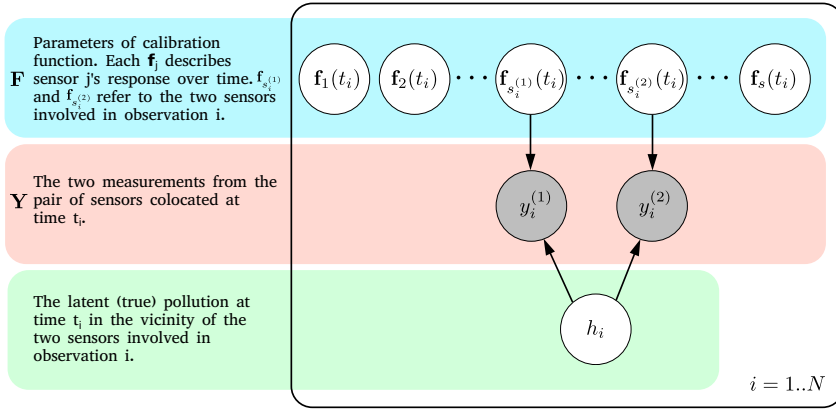 Parameters of calibration
function. Each f_j describes
F sensor j's response over time. f_{s_i^{(1)}}
and f_{s_i^{(2)}} refer to the two sensors
involved in observation i.
f_1(t_i) f_2(t_i) ··· f_{s_i^{(1)}}(t_i) ··· f_{s_i^{(2)}}(t_i) ··· f_s(t_i)
The two measurements from the
Y pair of sensors colocated at
time t_i.
y_i^{(1)} y_i^{(2)}
The latent (true) pollution at
time t_i in the vicinity of the
two sensors involved in
observation i.
h_i
i = 1..N